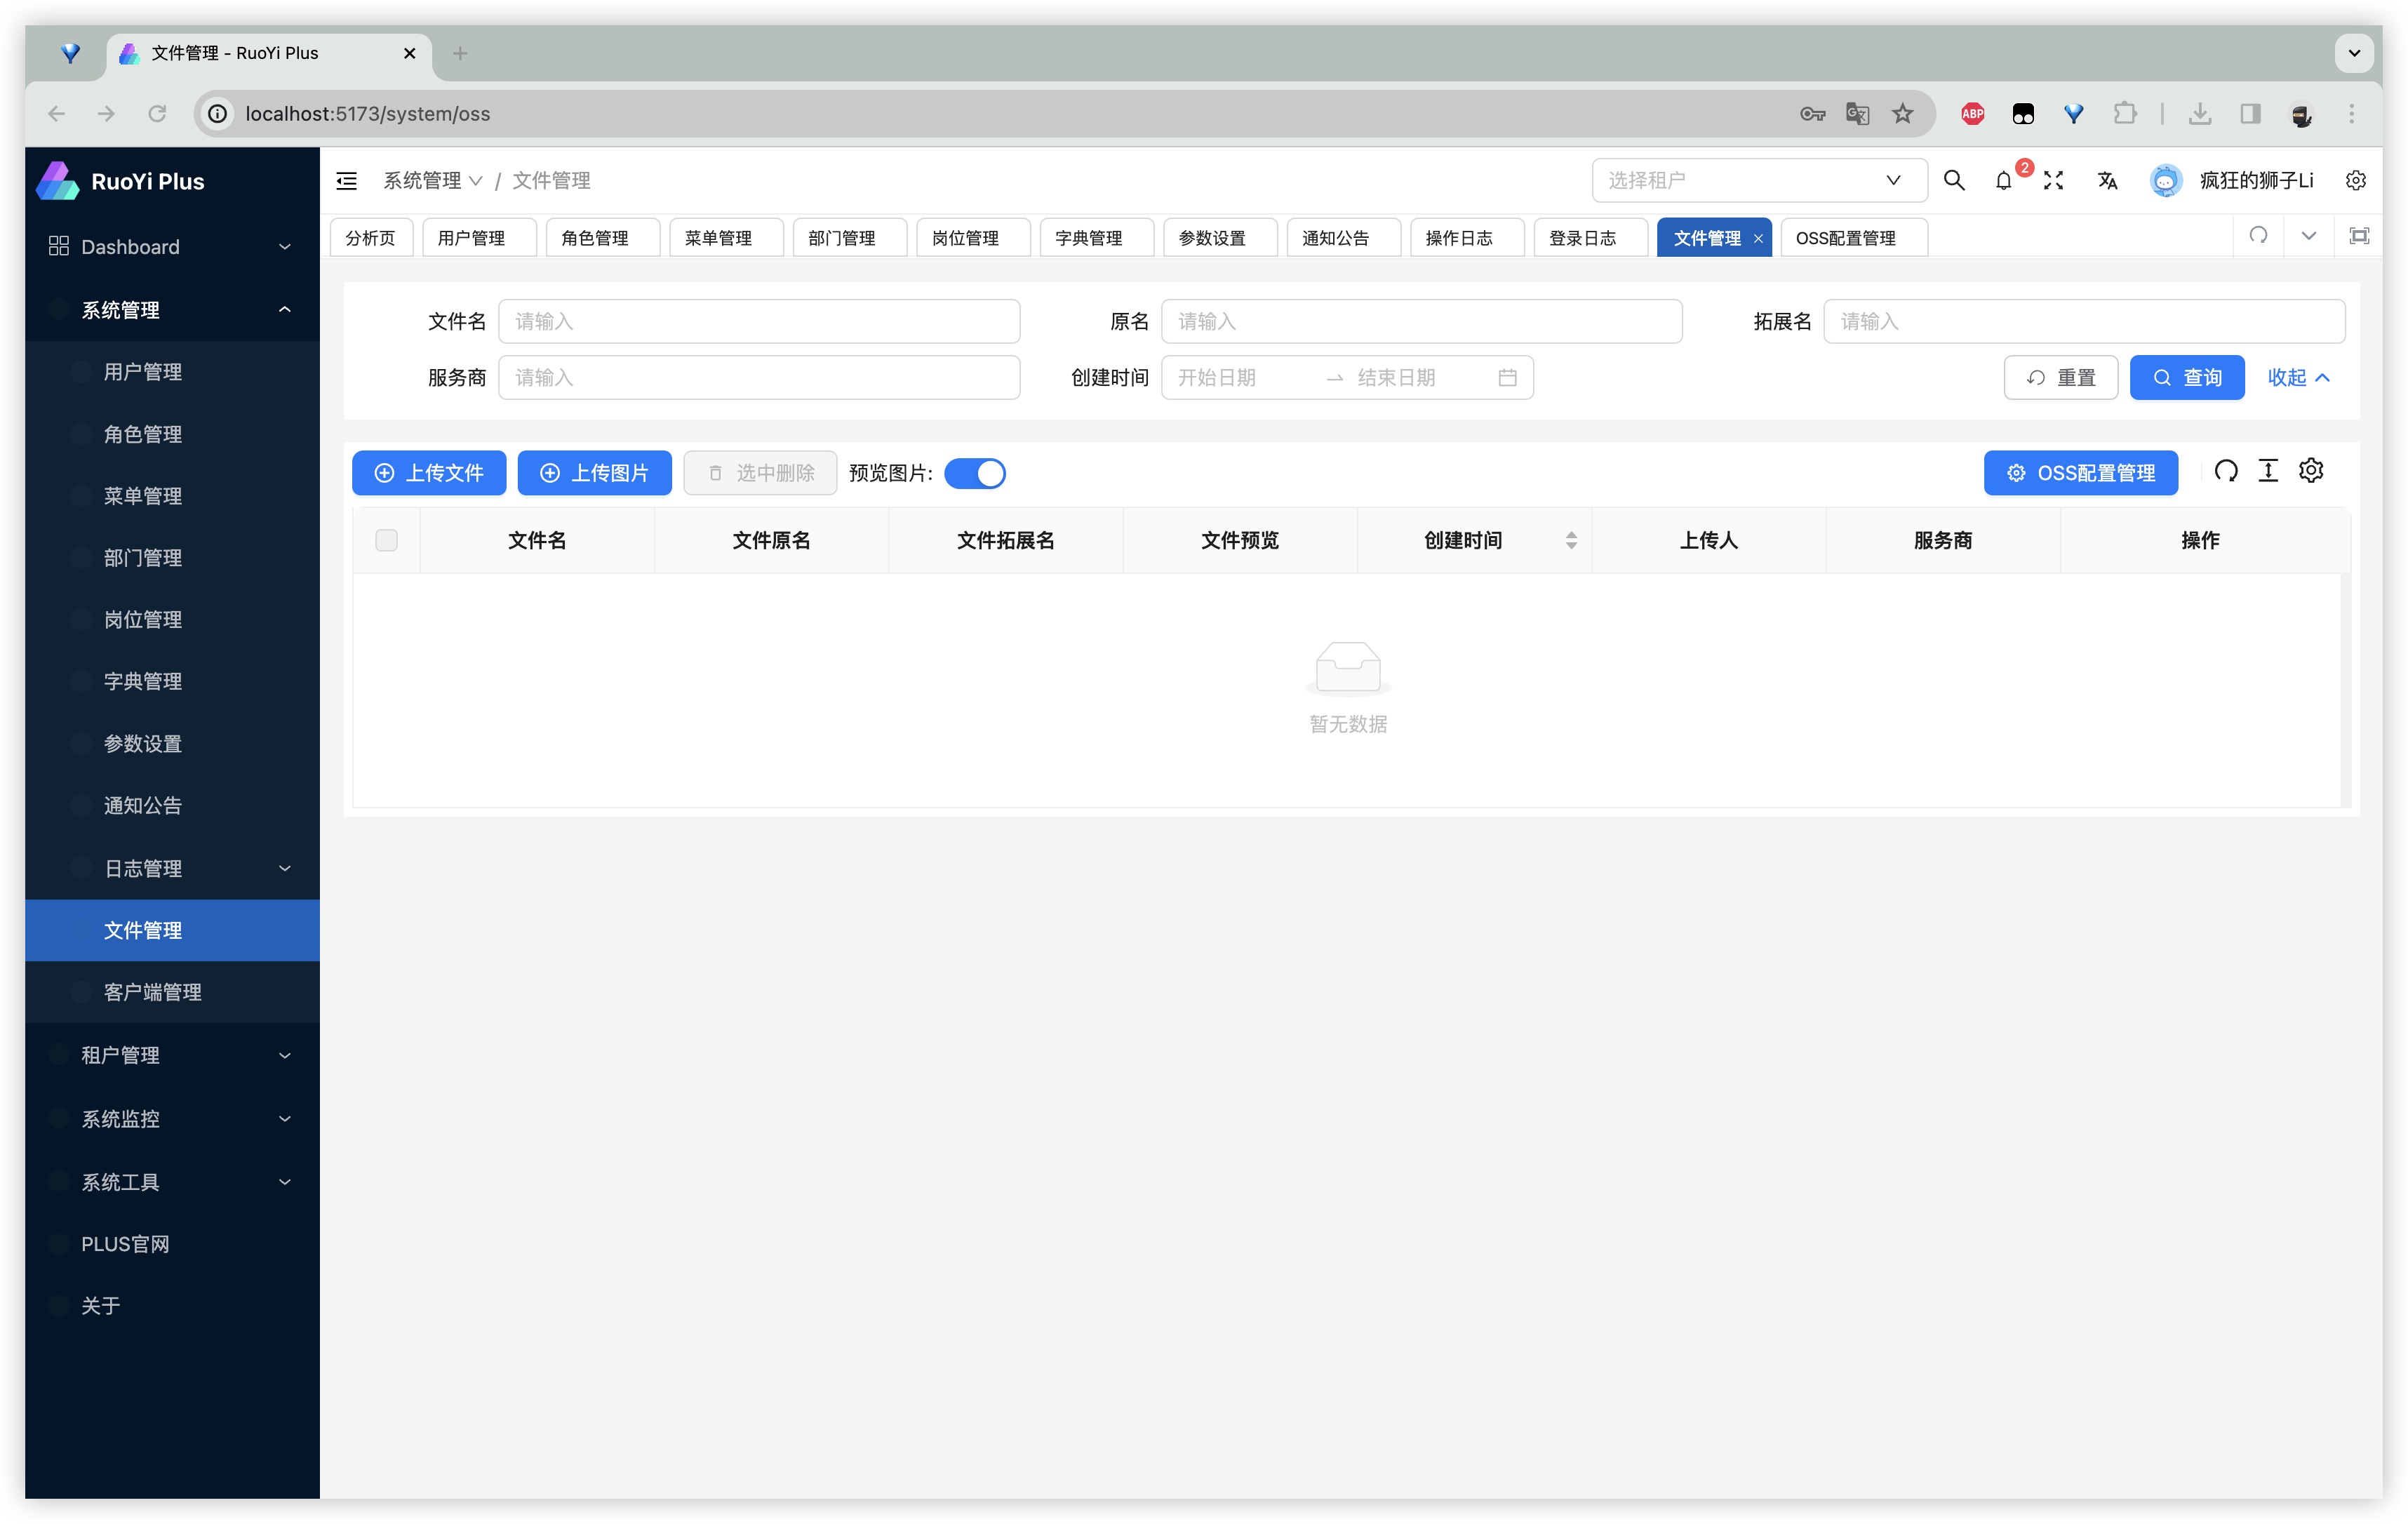 文件管理 - RuoYi Plus
localhost:5173/system/oss
ABP
RuoYi Plus
系统管理 / 文件管理
选择租户
2
疯狂的狮子Li
分析页 用户管理 角色管理 菜单管理 部门管理 岗位管理 字典管理 参数设置 通知公告 操作日志 登录日志 文件管理 OSS配置管理
Dashboard
系统管理
用户管理
角色管理
菜单管理
部门管理
岗位管理
字典管理
参数设置
通知公告
日志管理
文件管理
客户端管理
租户管理
系统监控
系统工具
PLUS官网
关于
文件名 请输入 原名 请输入 拓展名 请输入
服务商 请输入 创建时间 开始日期 结束日期 重置 查询 收起
上传文件 上传图片 选中删除 预览图片: OSS配置管理
文件名 文件原名 文件拓展名 文件预览 创建时间 上传人 服务商 操作
暂无数据